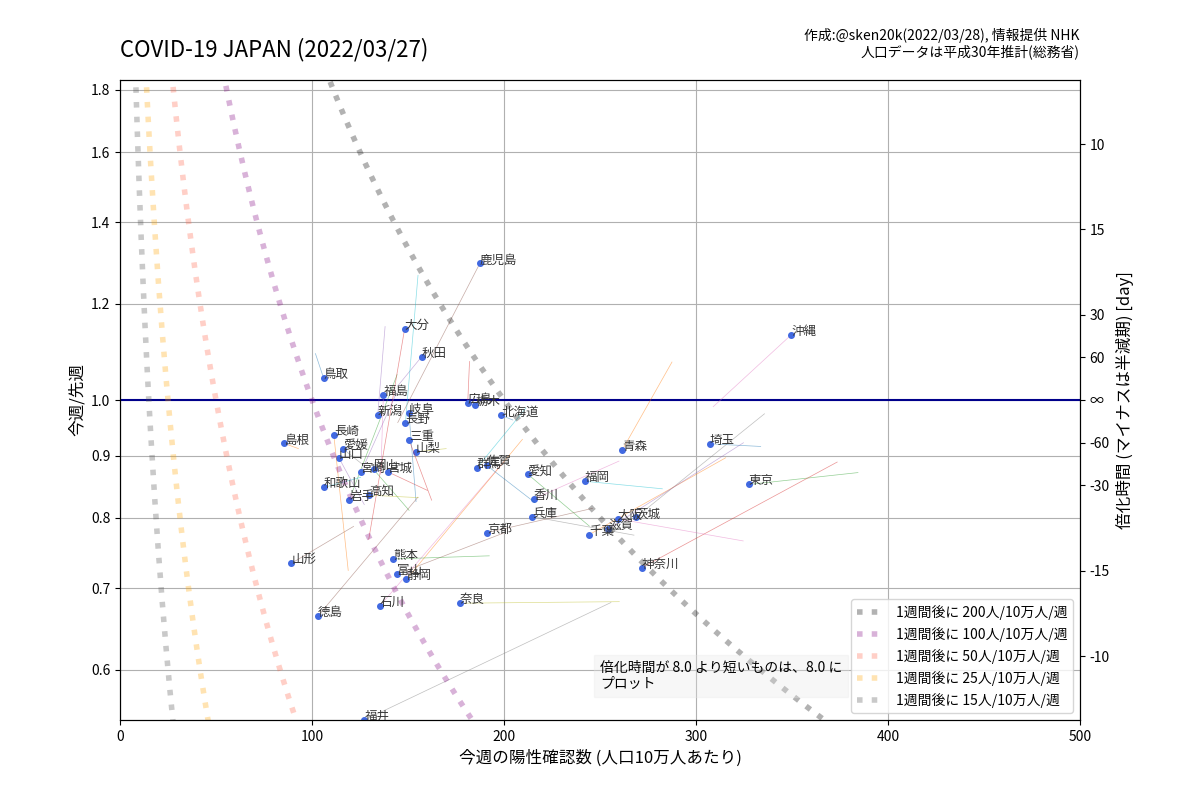 COVID-19 JAPAN (2022/03/27)
作成:@sken20k(2022/03/28), 情報提供 NHK
人口データは平成30年推計(総務省)
今週/先週
1.8
1.6
1.4
1.2
1.0
0.9
0.8
0.7
0.6
鹿児島
大分
沖縄
秋田
鳥取
福島
広島
栃木
岐阜
新潟
北海道
長野
長崎
三重
島根
埼玉
愛媛
山梨
青森
山口
佐賀
群馬
岡山
宮崎
宮城
愛知
福岡
東京
和歌山
高知
岩手
香川
兵庫
大阪
茨城
滋賀
京都
千葉
熊本
山形
神奈川
富山
静岡
奈良
石川
徳島
福井
倍化時間が 8.0 より短いものは、8.0 に
プロット
1週間後に 200人/10万人/週
1週間後に 100人/10万人/週
1週間後に 50人/10万人/週
1週間後に 25人/10万人/週
1週間後に 15人/10万人/週
10
15
30
60
∞
-60
-30
-15
-10
倍化時間 (マイナスは半減期) [day]
0 100 200 300 400 500
今週の陽性確認数 (人口10万人あたり)